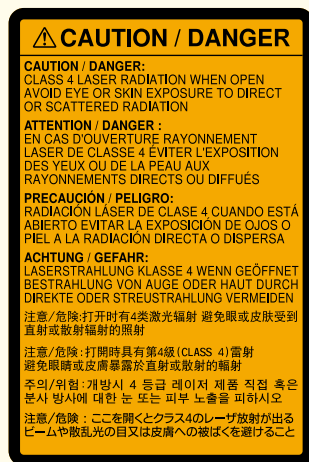 ⚠ CAUTION / DANGER
CAUTION / DANGER:
CLASS 4 LASER RADIATION WHEN OPEN
AVOID EYE OR SKIN EXPOSURE TO DIRECT
OR SCATTERED RADIATION
ATTENTION / DANGER :
EN CAS D'OUVERTURE RAYONNEMENT
LASER DE CLASSE 4 ÉVITER L'EXPOSITION
DES YEUX OU DE LA PEAU AUX
RAYONNEMENTS DIRECTS OU DIFFUÉS
PRECAUCIÓN / PELIGRO:
RADIACIÓN LÁSER DE CLASE 4 CUANDO ESTÁ
ABIERTO EVITAR LA EXPOSICIÓN DE OJOS O
PIEL A LA RADIACIÓN DIRECTA O DISPERSA
ACHTUNG / GEFAHR:
LASERSTRAHLUNG KLASSE 4 WENN GEÖFFNET
BESTRAHLUNG VON AUGE ODER HAUT DURCH
DIREKTE ODER STREUSTRAHLUNG VERMEIDEN
注意/危险:打开时有4类激光辐射 避免眼或皮肤受到
直射或散射辐射的照射
注意/危险:打開時具有第4級(CLASS 4)雷射
避免眼睛或皮膚暴露於直射或散射的輻射
주의/위험:개방시 4 등급 레이저 제품 직접 혹은
분사 방사에 대한 눈 또는 피부 노출을 피하시오
注意/危険：ここを開くとクラス4のレーザ放射が出る
ビームや散乱光の目又は皮膚への被ばくを避けること